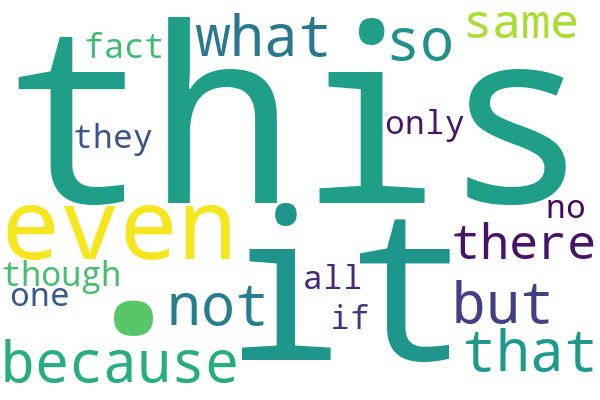 this
what
so
same
fact
they
only
even
no
there
it
though
one
all
not
.
if
but
because
that